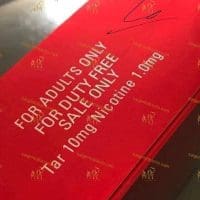 FOR ADULTS ONLY
FOR DUTY FREE
SALE ONLY
Tar 10mg Nicotine 1.0mg